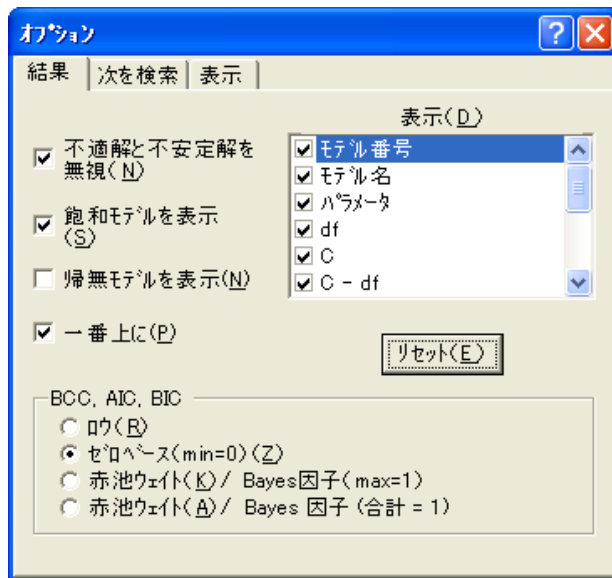 オプション
結果
次を検索
表示
不適解と不安定解を
無視(N)
飽和モデルを表示
(S)
帰無モデルを表示(N)
一番上に(P)
表示(D)
モデル番号
モデル名
パラメータ
df
C
C - df
リセット(E)
BCC, AIC, BIC
ロウ(R)
ゼロベース(min=0)(Z)
赤池ウェイト(K)/ Bayes因子(max=1)
赤池ウェイト(A)/ Bayes 因子 (合計 = 1)